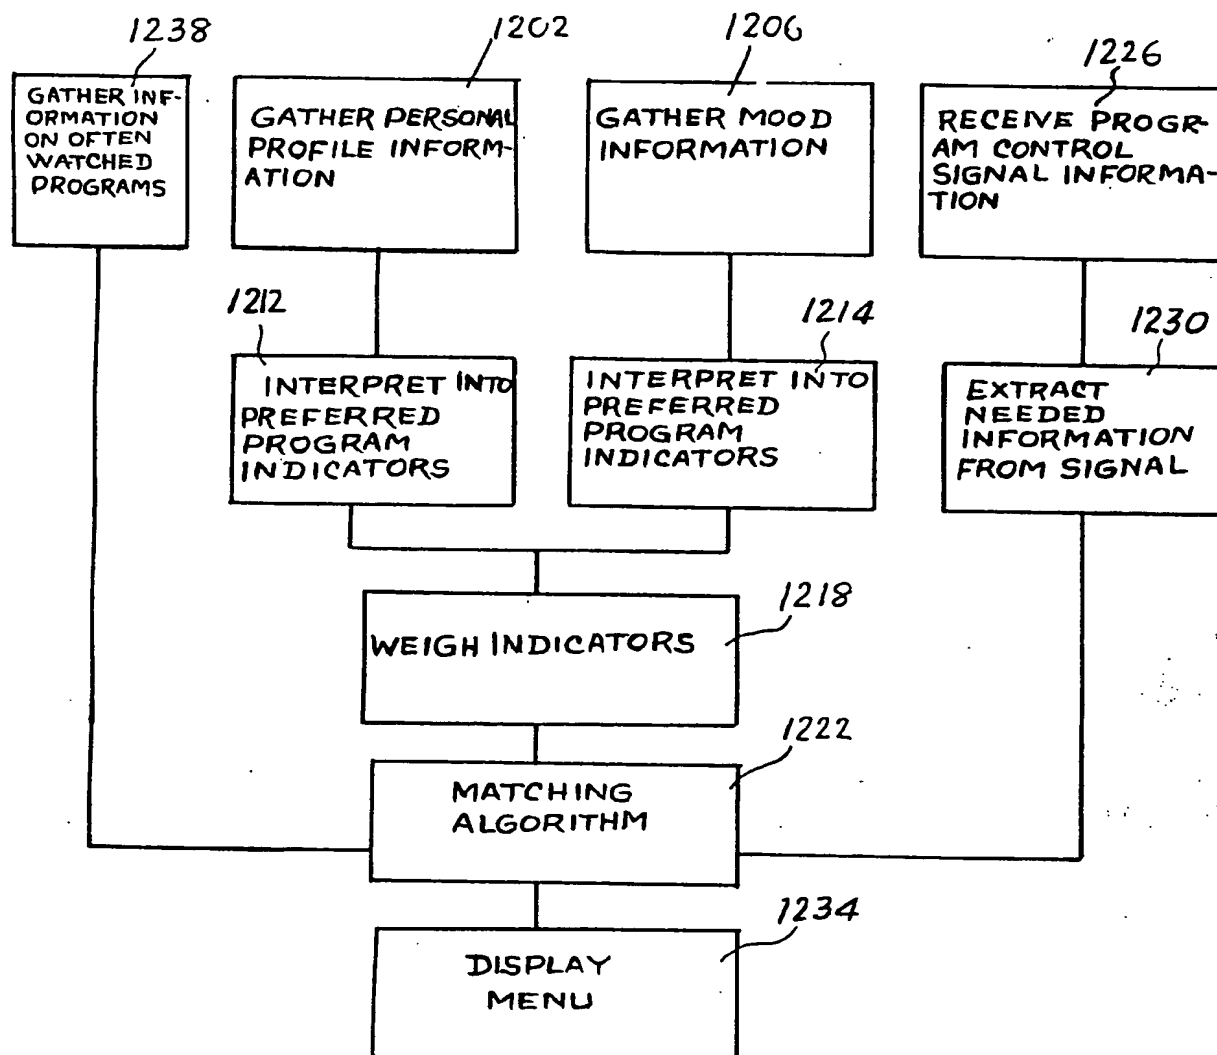 1238
1202
1206
1226
GATHER INF-
ORMATION
ON OFTEN
WATCHED
PROGRAMS
GATHER PERSONAL
PROFILE INFORM-
ATION
GATHER MOOD
INFORMATION
RECEIVE PROGR-
AM CONTROL
SIGNAL INFORMA-
TION
1212
1214
1230
INTERPRET INTO
PREFERRED
PROGRAM
INDICATORS
INTERPRET INTO
PREFERRED
PROGRAM
INDICATORS
EXTRACT
NEEDED
INFORMATION
FROM SIGNAL
1218
WEIGH INDICATORS
1222
MATCHING
ALGORITHM
1234
DISPLAY
MENU